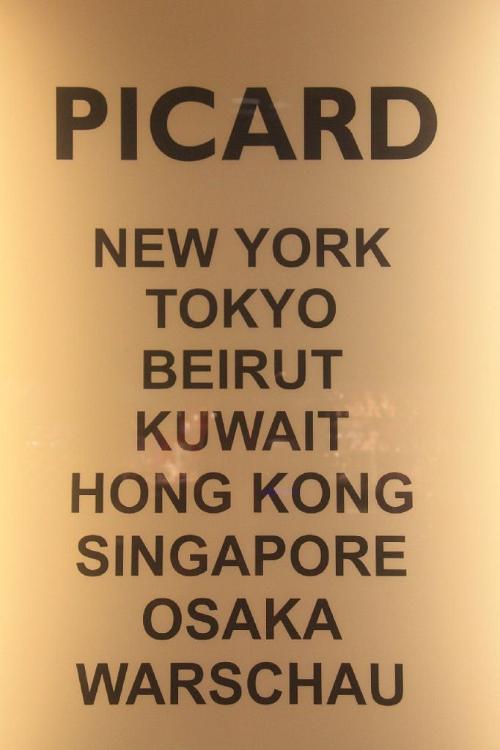 PICARD
NEW YORK
TOKYO
BEIRUT
KUWAIT
HONG KONG
SINGAPORE
OSAKA
WARSCHAU